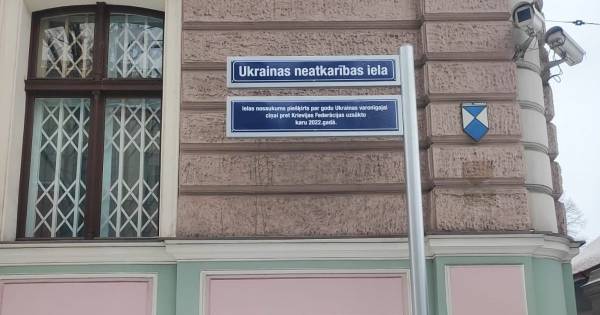 Ukrainas neatkarības iela
Ielas nosaukums piešķirts par godu Ukrainas varonīgajai
cīņai pret Krievijas Federācijas uzsākto
karu 2022.gadā.